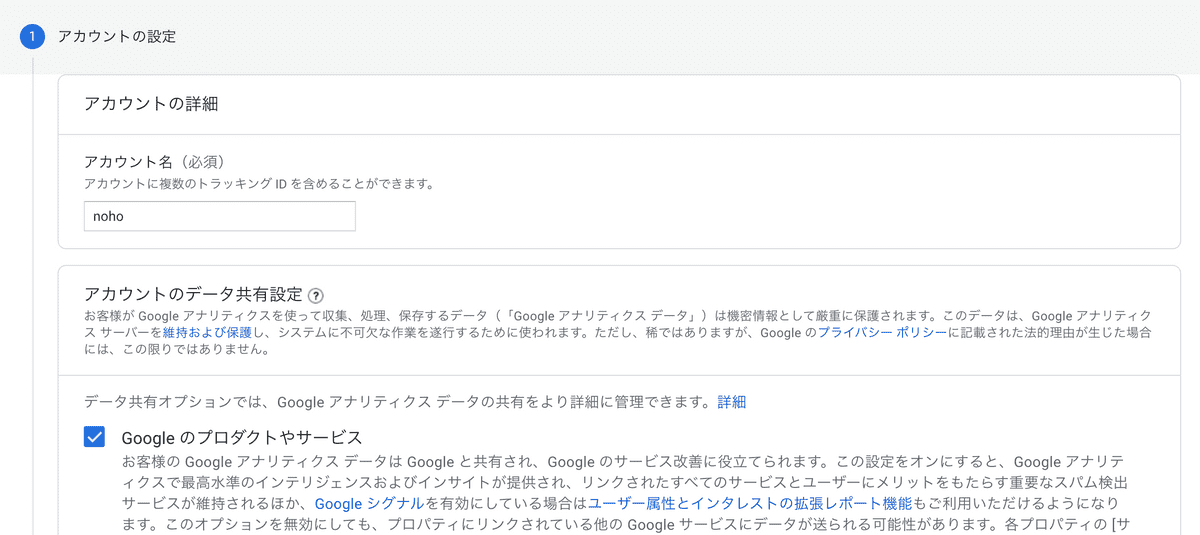 1 アカウントの設定
アカウントの詳細
アカウント名（必須）
アカウントに複数のトラッキング ID を含めることができます。
noho
アカウントのデータ共有設定 ?
お客様が Google アナリティクスを使って収集、処理、保存するデータ（「Google アナリティクス データ」）は機密情報として厳重に保護されます。このデータは、Google アナリティク
ス サーバーを維持および保護し、システムに不可欠な作業を遂行するために使われます。ただし、稀ではありますが、Google のプライバシー ポリシーに記載された法的理由が生じた場合
には、この限りではありません。
データ共有オプションでは、Google アナリティクス データの共有をより詳細に管理できます。詳細
Google のプロダクトやサービス
お客様の Google アナリティクス データは Google と共有され、Google のサービス改善に役立てられます。この設定をオンにすると、Google アナリテ
ィクスで最高水準のインテリジェンスおよびインサイトが提供され、リンクされたすべてのサービスとユーザーにメリットをもたらす重要なスパム検出
サービスが維持されるほか、Google シグナルを有効にしている場合はユーザー属性とインタレストの拡張レポート機能もご利用いただけるようになり
ます。このオプションを無効にしても、プロパティにリンクされている他の Google サービスにデータが送られる可能性があります。各プロパティの [サ